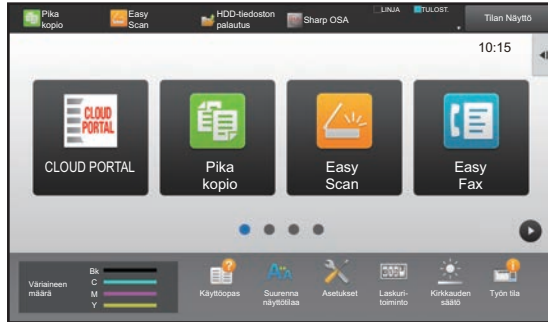 Pika
kopio
Easy
Scan
HDD-tiedoston
palautus
Sharp OSA
LINJA
TULOST.
Tilan Näyttö
10:15
CLOUD
PORTAL
CLOUD PORTAL
Pika
kopio
Easy
Scan
Easy
Fax
Väriaineen
määrä
Bk
C
M
Y
Käyttöopas
Suurenna
näyttötilaa
Asetukset
Laskuri-
toiminto
Kirkkauden
säätö
Työn tila